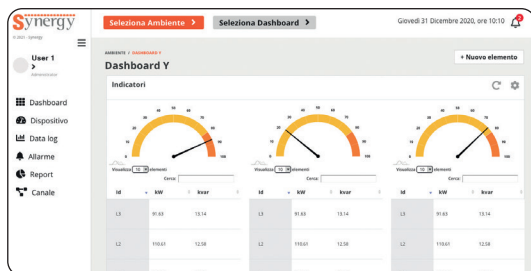 Synergy
© 2021 - Synergy
Seleziona Ambiente >
Seleziona Dashboard >
Giovedì 31 Dicembre 2020, ore 10:10
User 1
>
Administrator
Dashboard
Dispositivo
Data log
Allarme
Report
Canale
AMBIENTE / DASHBOARD Y
Dashboard Y
+ Nuovo elemento
Indicatori
Visualizza 10 elementi
Cerca:
Id kW kvar
L3 91.63 13.14
L2 110.61 12.58
Visualizza 10 elementi
Cerca:
Id kW kvar
L3 91.63 13.14
L2 110.61 12.58
Visualizza 10 elementi
Cerca:
Id kW kvar
L3 91.63 13.14
L2 110.61 12.58